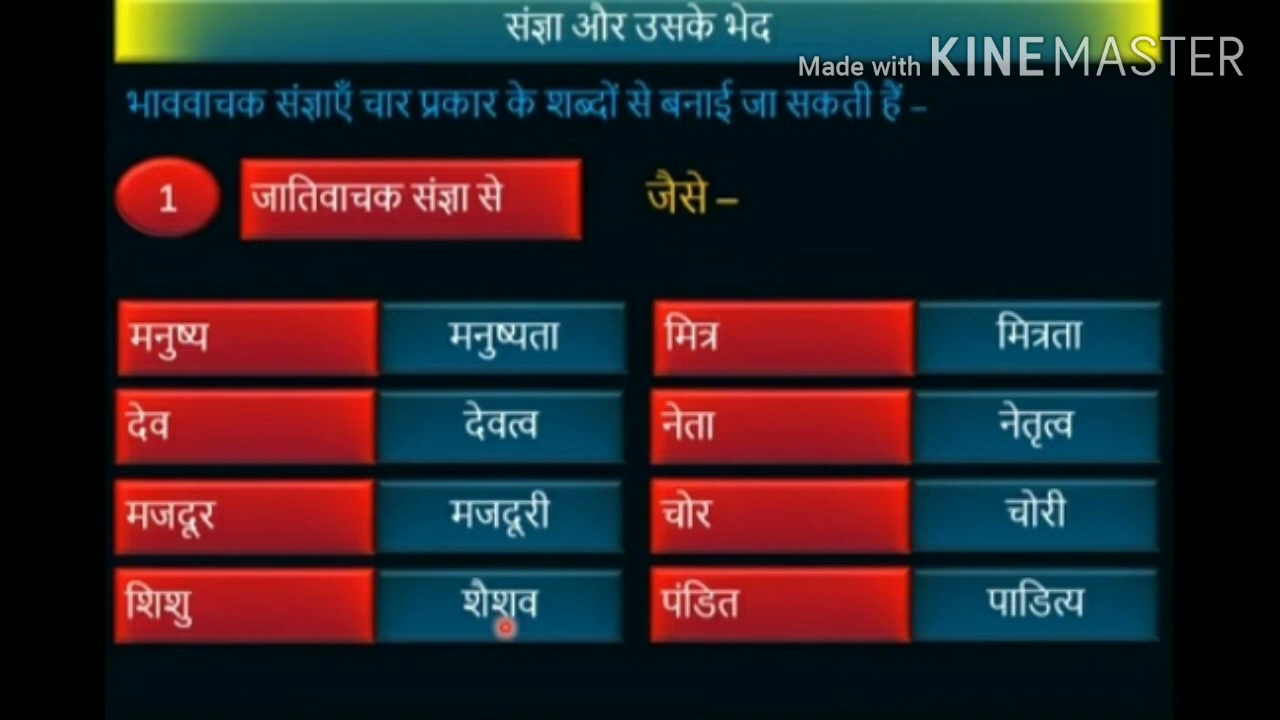 संज्ञा और उसके भेद
Made with KINEMASTER
भाववाचक संज्ञाएँ चार प्रकार के शब्दों से बनाई जा सकती हैं –
1 जातिवाचक संज्ञा से जैसे –
मनुष्य मनुष्यता मित्र मित्रता
देव देवत्व नेता नेतृत्व
मजदूर मजदूरी चोर चोरी
शिशु शैशव पंडित पाडित्य